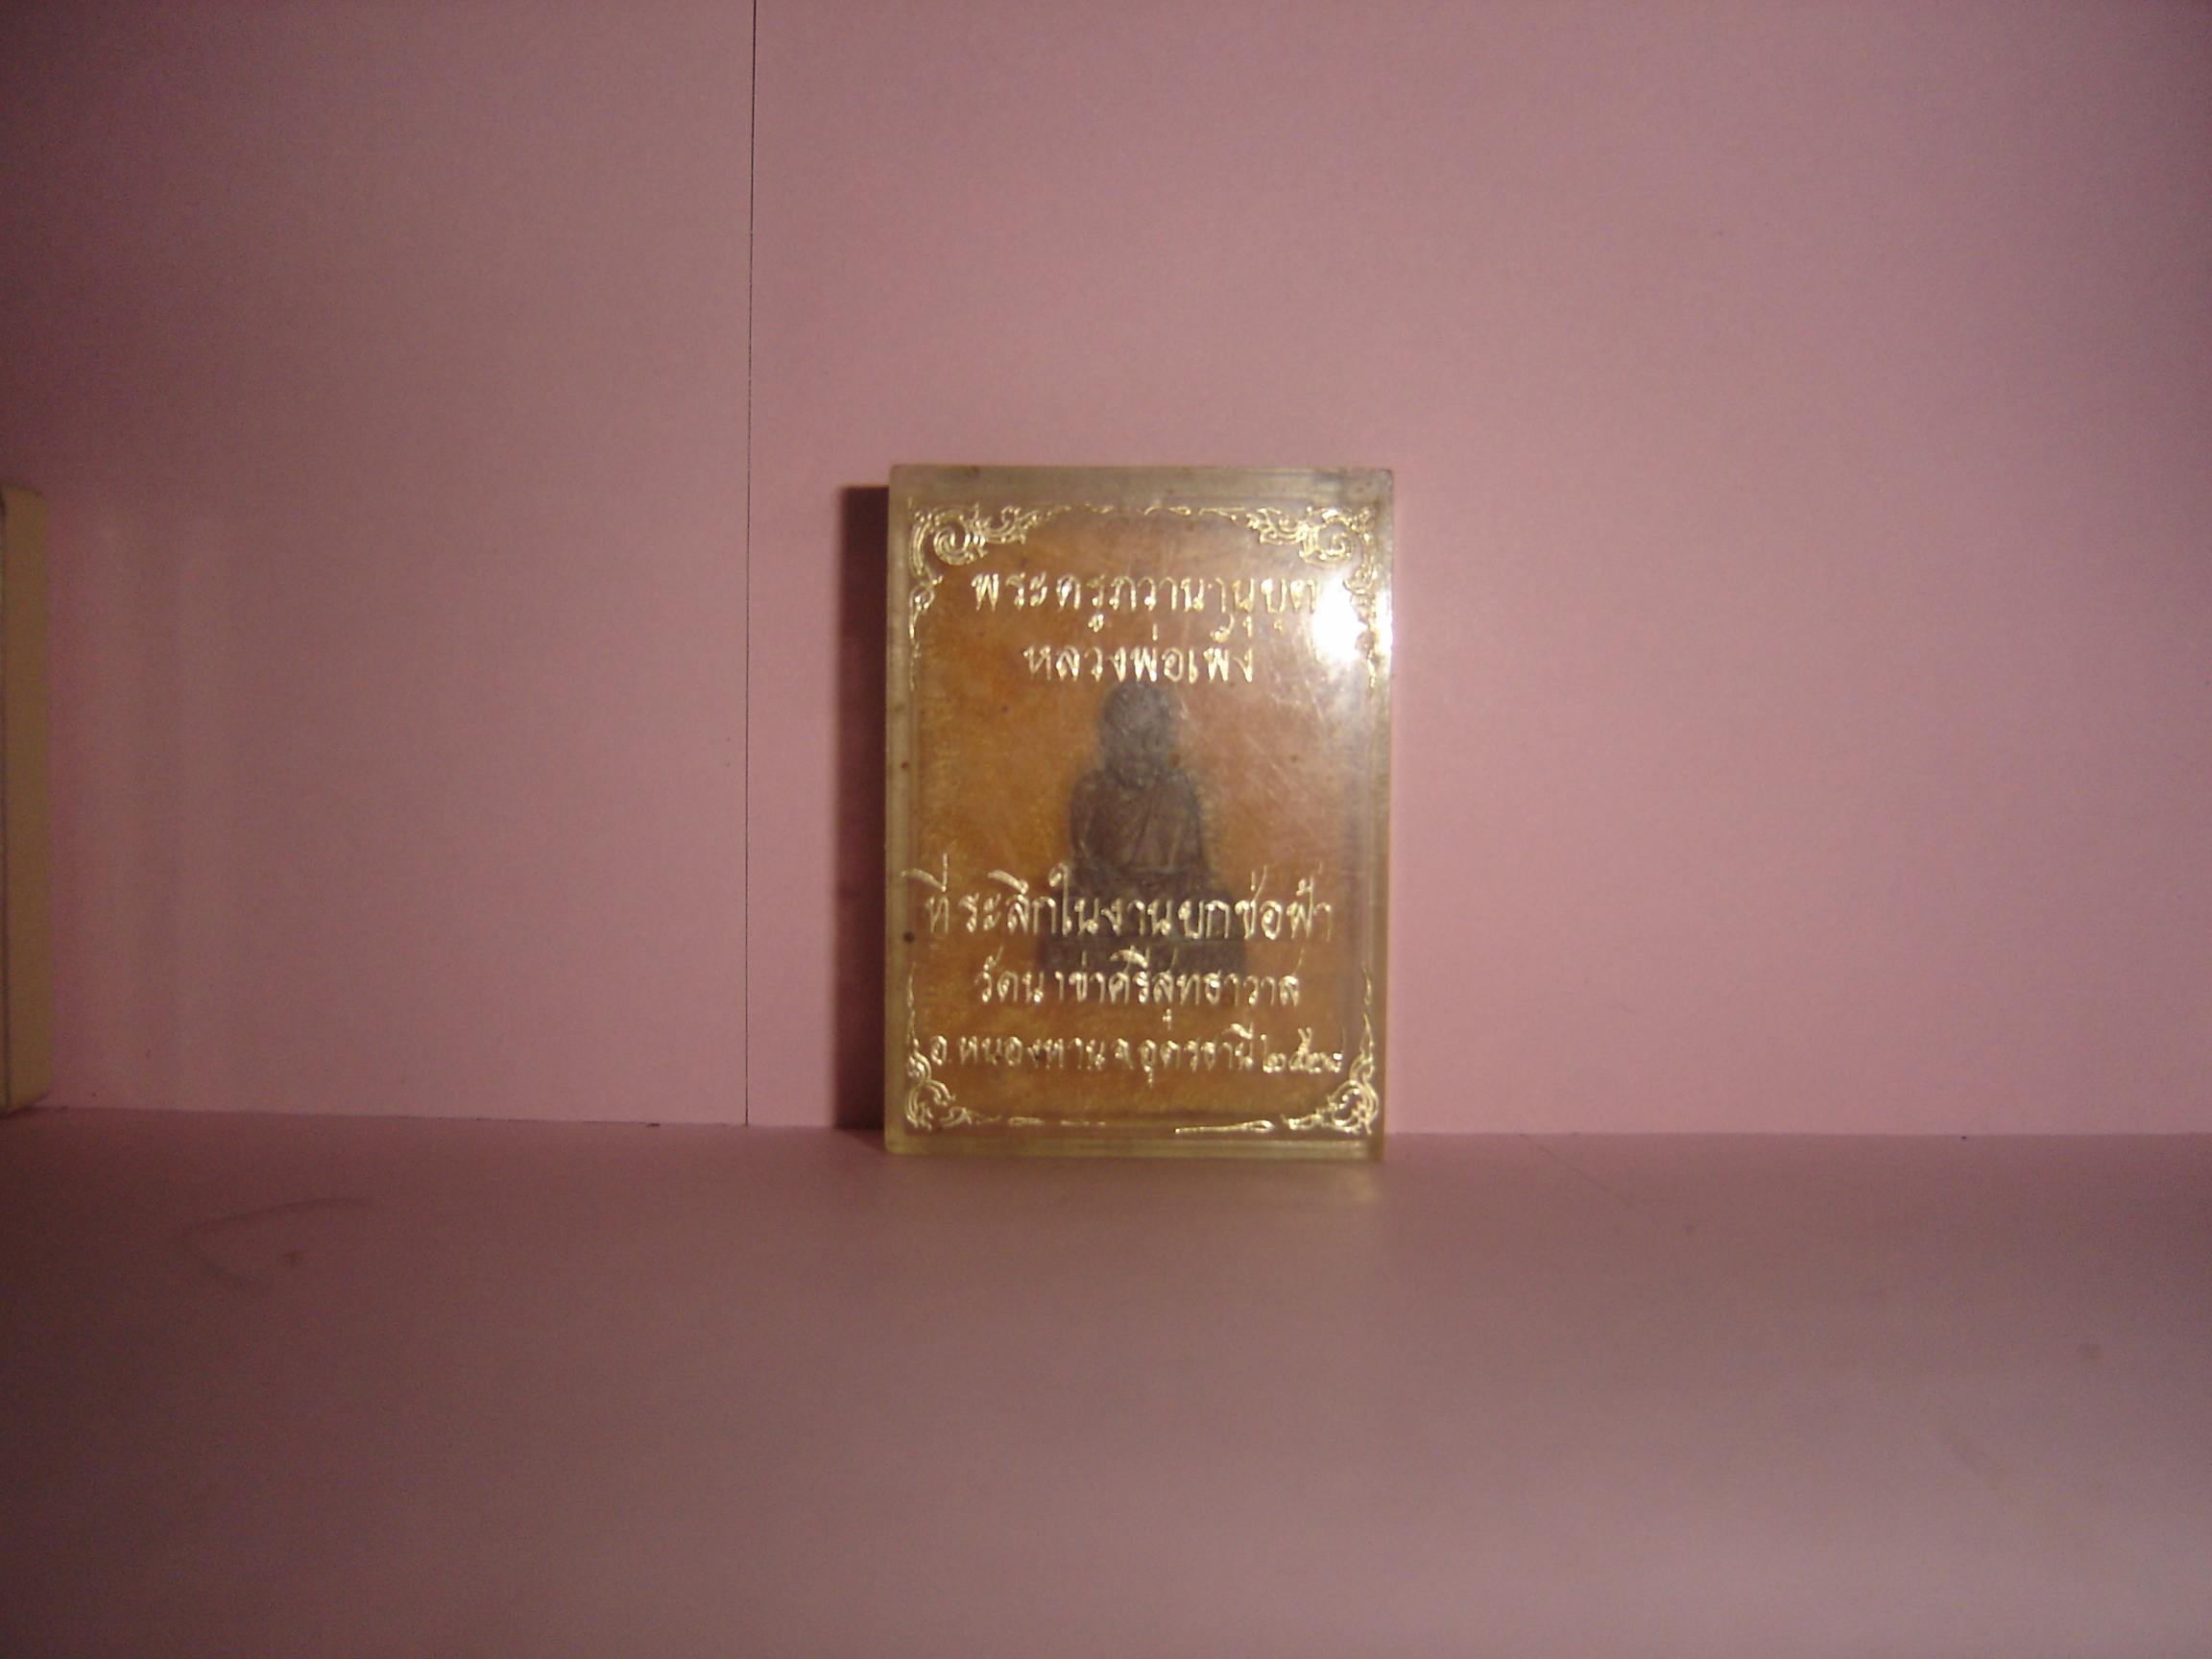 พระครูภาวนานุยุต
หลวงพ่อเพ้ง
ที่ระลึกในงานยกช่อฟ้า
วัดนาข่าศรีสุทธาวาส
อ.หนองหาน จ.อุดรธานี ๒๕๒๘